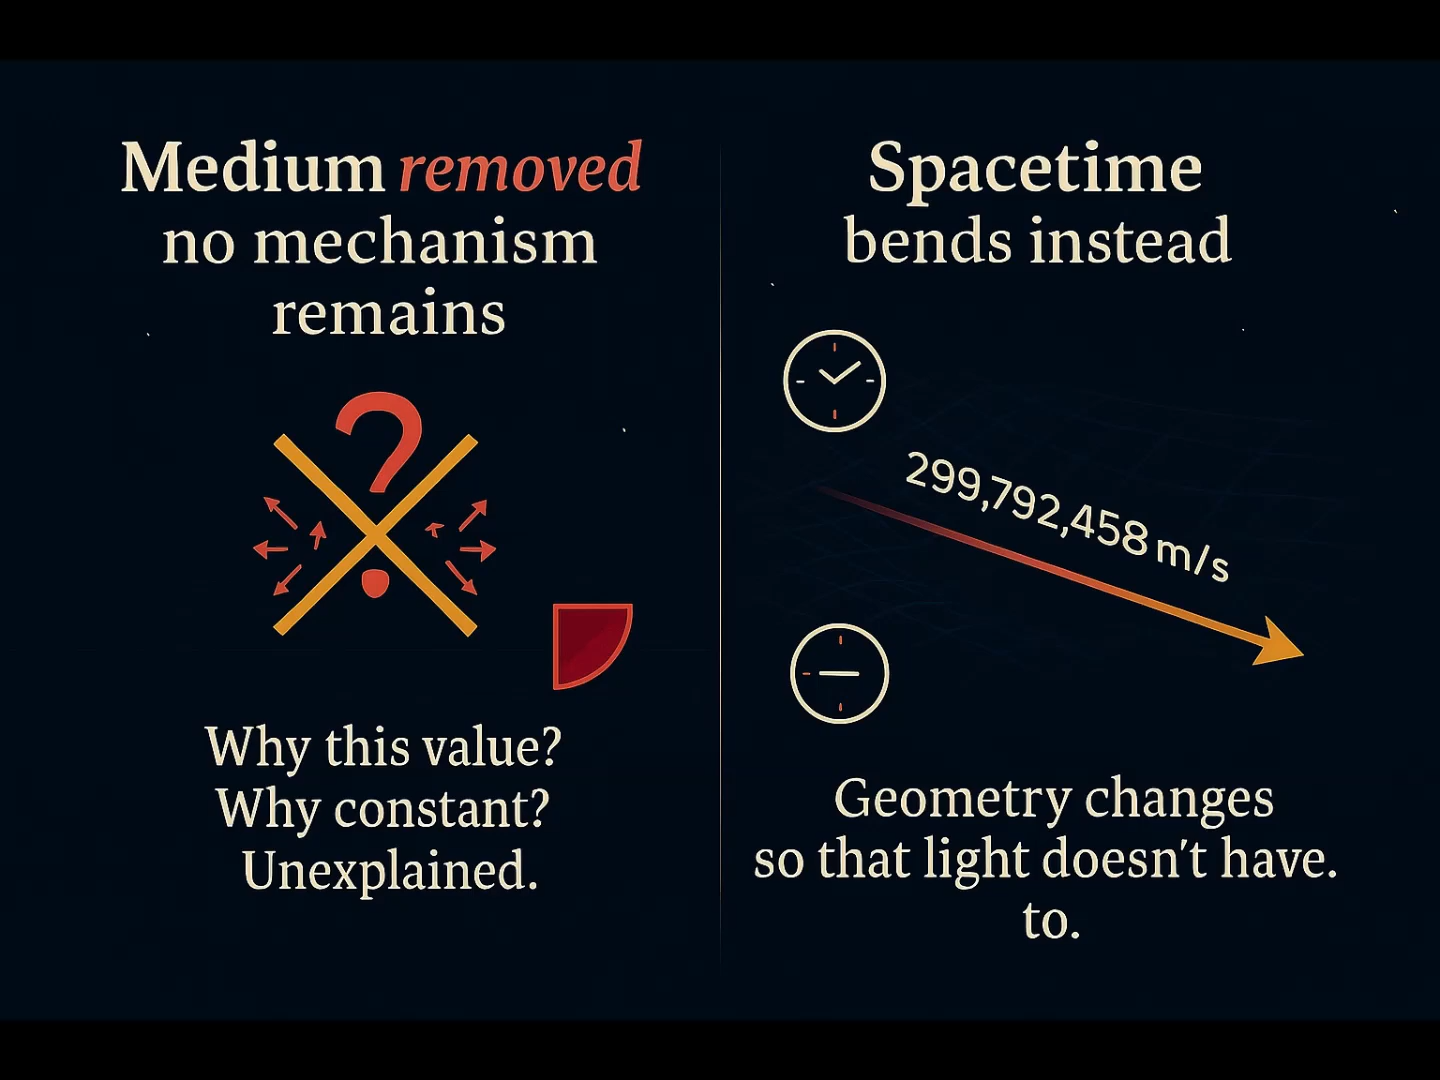 Medium removed
no mechanism
remains
?
Why this value?
Why constant?
Unexplained.
Spacetime
bends instead
299,792,458 m/s
Geometry changes
so that light doesn't have.
to.